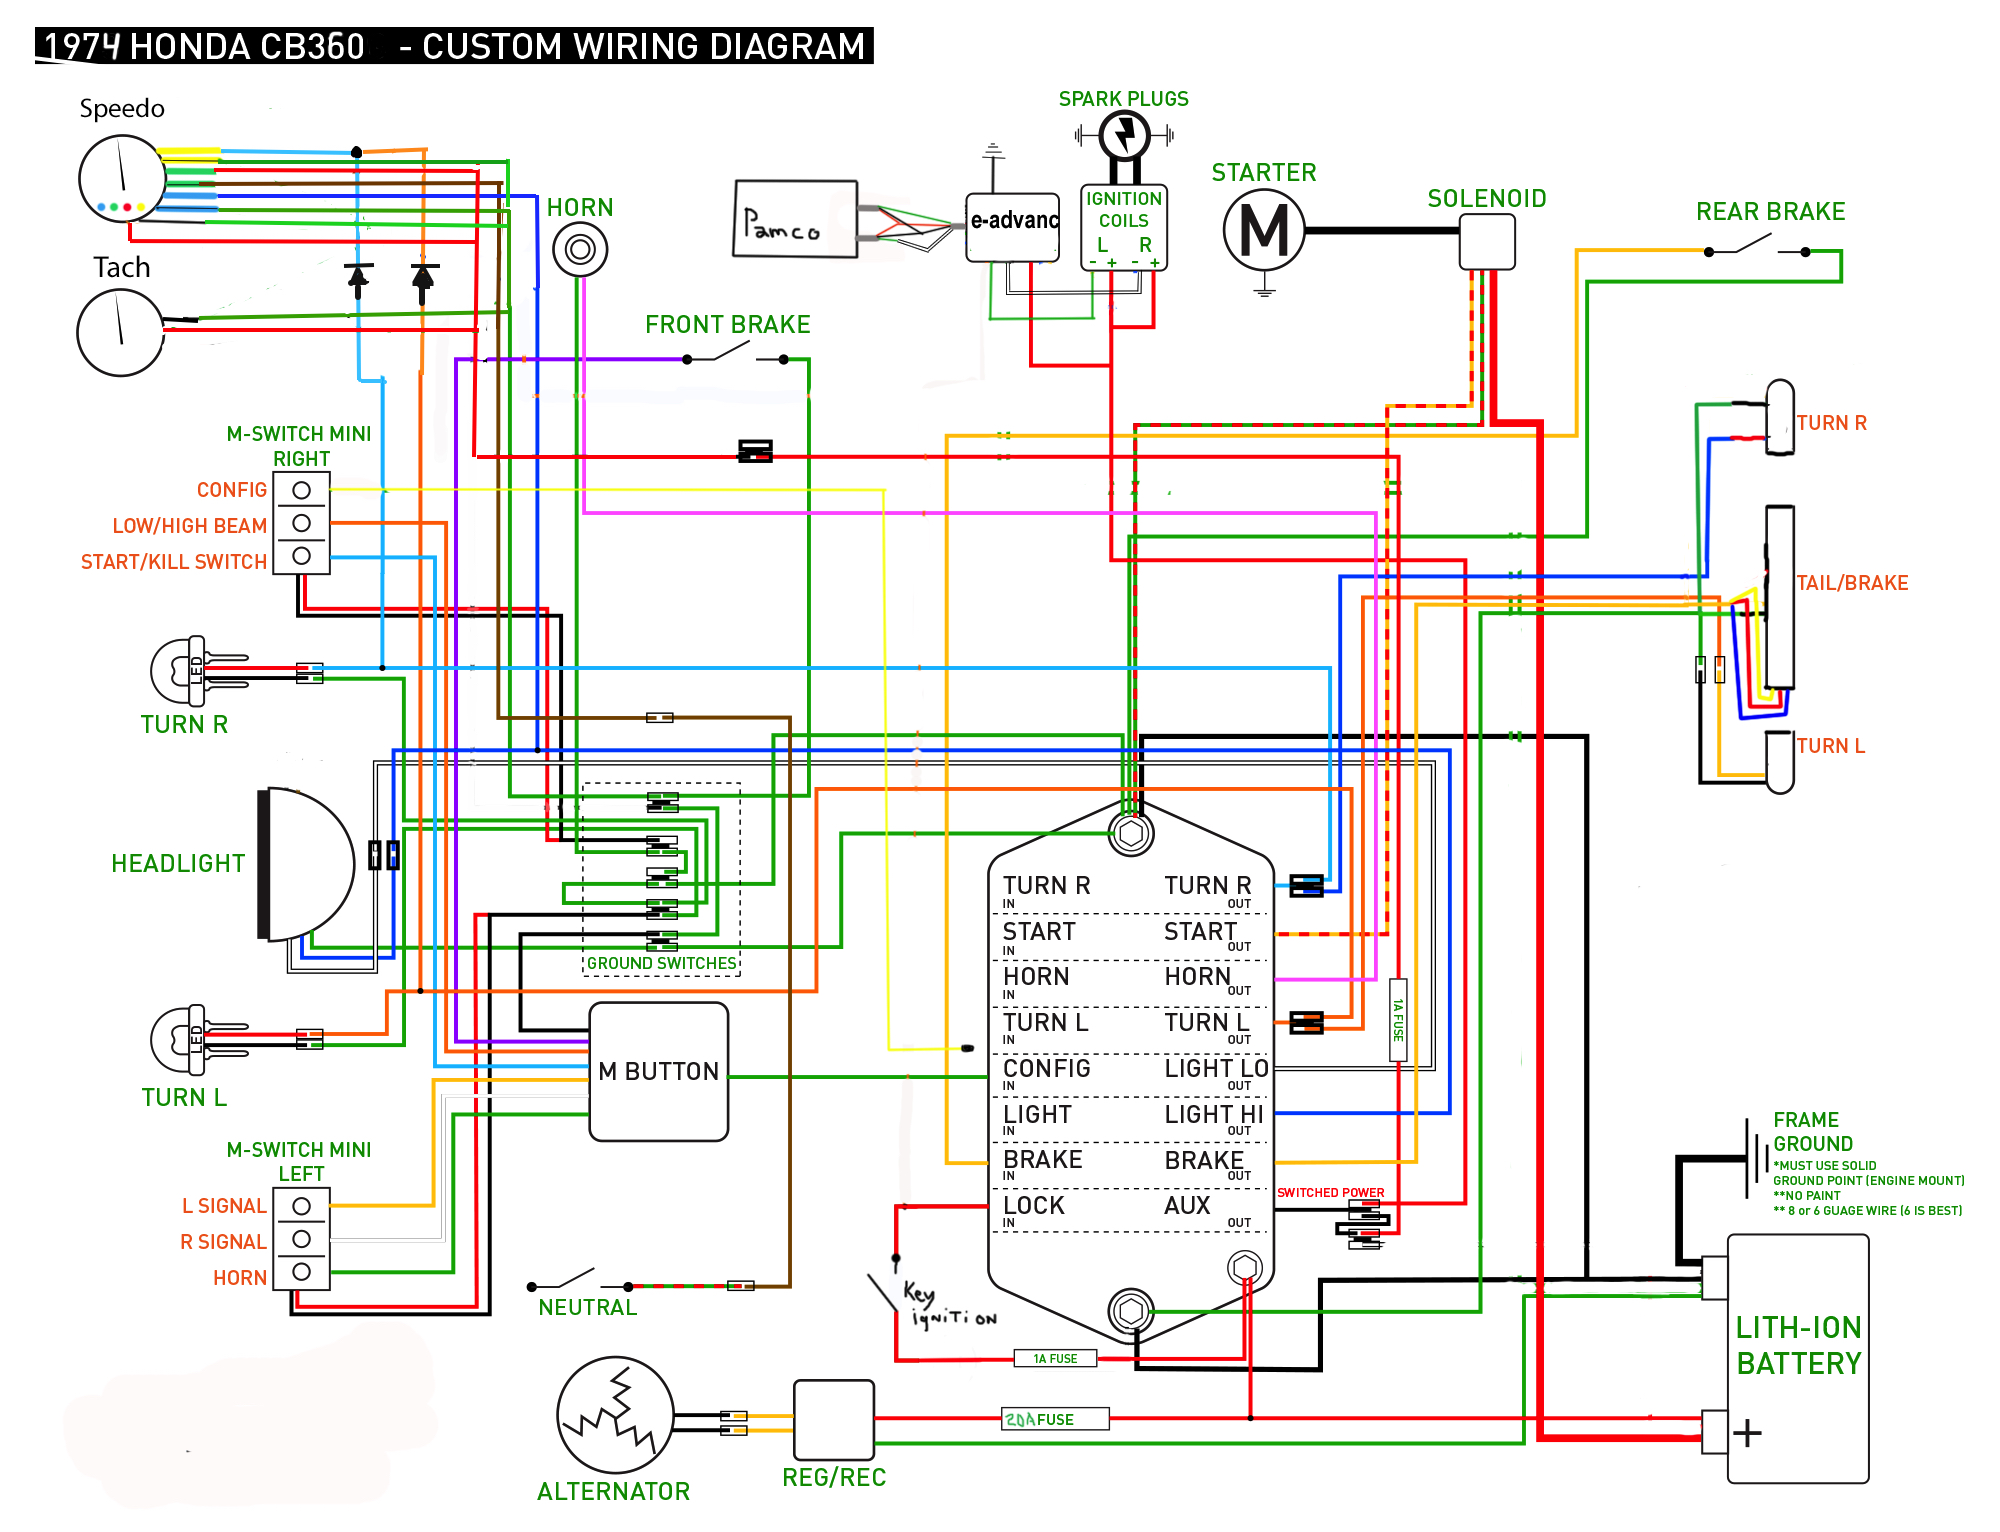 1974 HONDA CB360 - CUSTOM WIRING DIAGRAM
Speedo
SPARK PLUGS
STARTER
M
SOLENOID
REAR BRAKE
HORN
Pamco
e-advanc
IGNITION
COILS
L R
- + - +
Tach
FRONT BRAKE
TURN R
M-SWITCH MINI
RIGHT
CONFIG
LOW/HIGH BEAM
START/KILL SWITCH
TAIL/BRAKE
LED
TURN R
TURN L
HEADLIGHT
GROUND SWITCHES
TURN R
IN
TURN R
OUT
START
IN
START
OUT
HORN
IN
HORN
OUT
TURN L
IN
TURN L
OUT
CONFIG
IN
LIGHT LO
OUT
LIGHT
IN
LIGHT HI
OUT
BRAKE
IN
BRAKE
OUT
LOCK
IN
AUX
OUT
1A FUSE
SWITCHED POWER
LED
TURN L
M BUTTON
M-SWITCH MINI
LEFT
L SIGNAL
R SIGNAL
HORN
NEUTRAL
Key
ignition
1A FUSE
FRAME
GROUND
*MUST USE SOLID
GROUND POINT (ENGINE MOUNT)
**NO PAINT
** 8 or 6 GUAGE WIRE (6 IS BEST)
LITH-ION
BATTERY
+
20A FUSE
ALTERNATOR
REG/REC